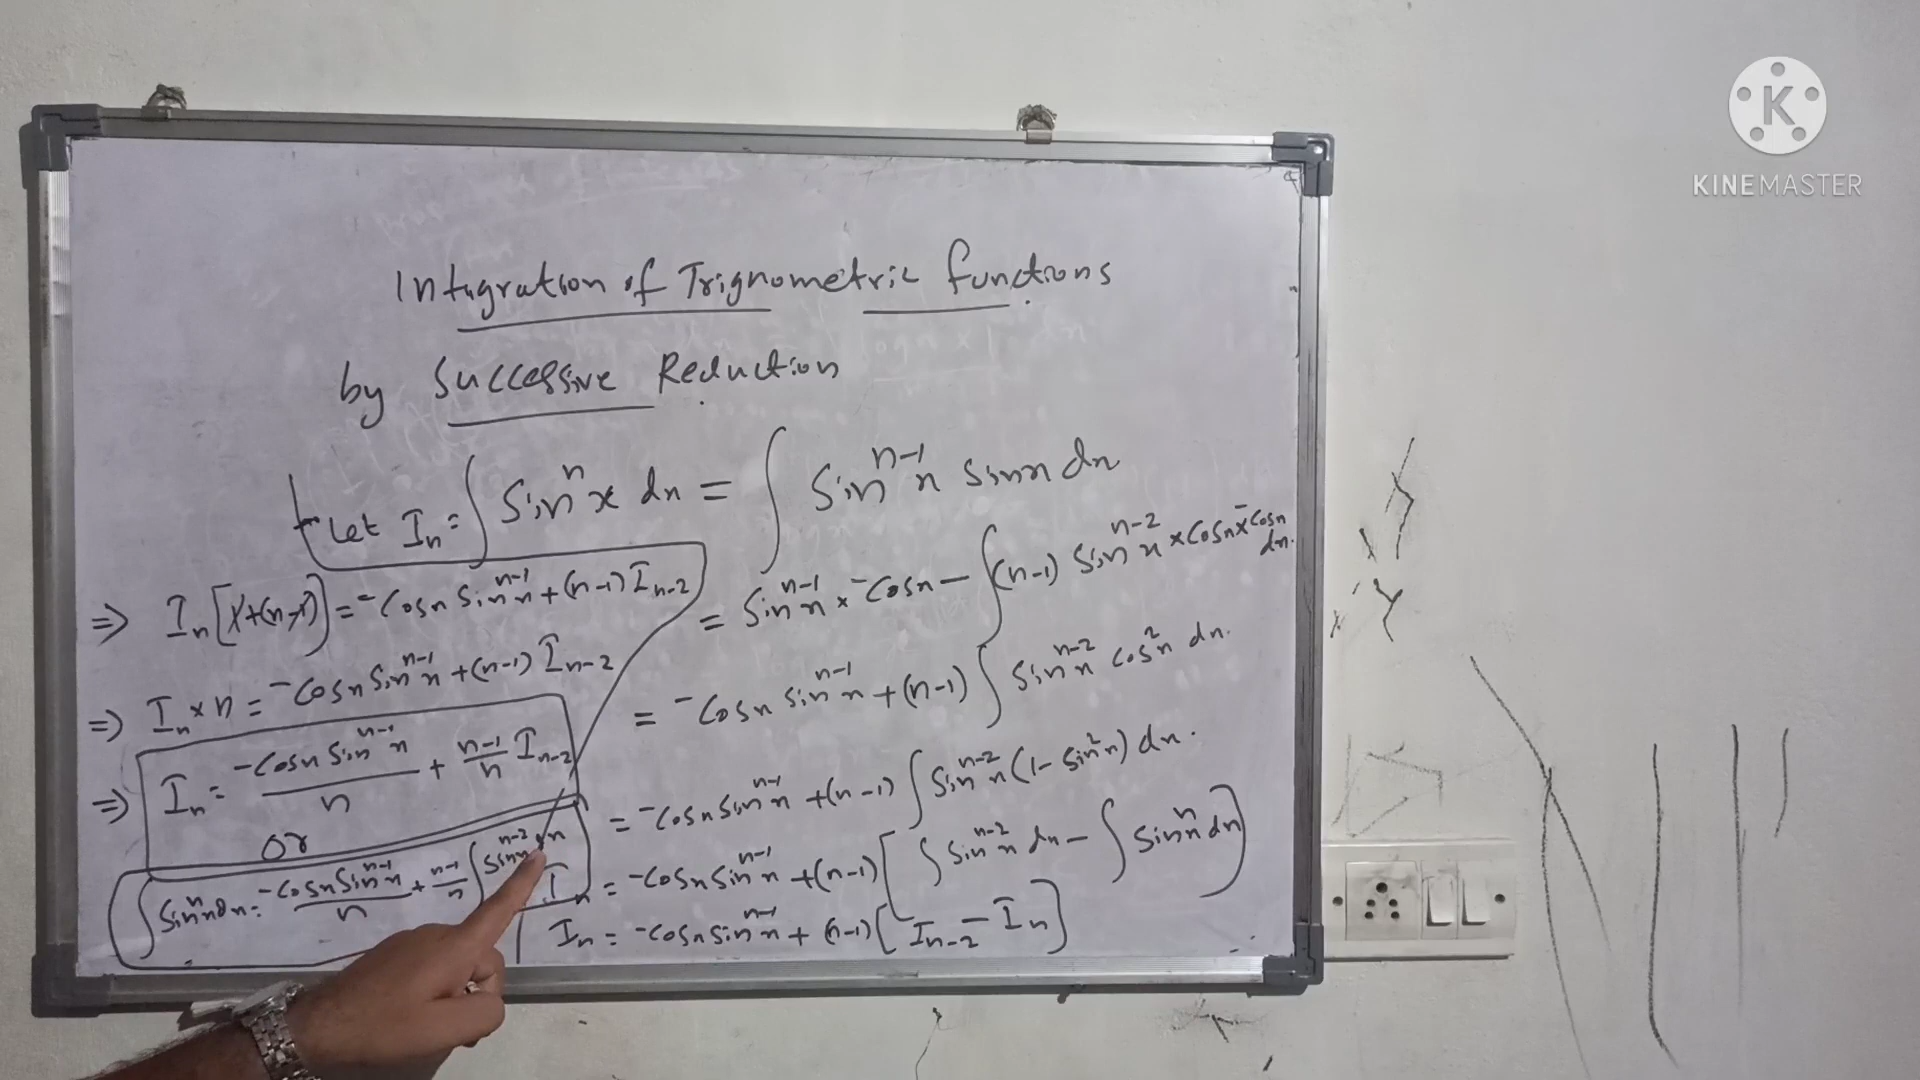 Integration of Trignometric functions
by Successive Reduction
Let Iₙ = ∫ Sinⁿx dx = ∫ Sinⁿ⁻¹x Sinx dx
= Sinⁿ⁻¹x × -Cosx - ∫(n-1) Sinⁿ⁻²x × Cosx × -Cosx dx.
= -Cosx Sinⁿ⁻¹x + (n-1) ∫ Sinⁿ⁻²x Cos²x dx.
= -Cosx Sinⁿ⁻¹x + (n-1) ∫ Sinⁿ⁻²x (1 - Sin²x) dx.
= -Cosx Sinⁿ⁻¹x + (n-1) [∫ Sinⁿ⁻²x dx - ∫ Sinⁿx dx]
Iₙ = -Cosx Sinⁿ⁻¹x + (n-1) [Iₙ₋₂ - Iₙ]
⇒ Iₙ [1+(n-1)] = -Cosx Sinⁿ⁻¹x + (n-1) Iₙ₋₂
⇒ Iₙ × n = -Cosx Sinⁿ⁻¹x + (n-1) Iₙ₋₂
⇒ Iₙ = -Cosx Sinⁿ⁻¹x / n + n-1/n Iₙ₋₂
or
∫ Sinⁿx dx = -Cosx Sinⁿ⁻¹x / n + n-1/n ∫ Sinⁿ⁻²x dx
K
KINEMASTER